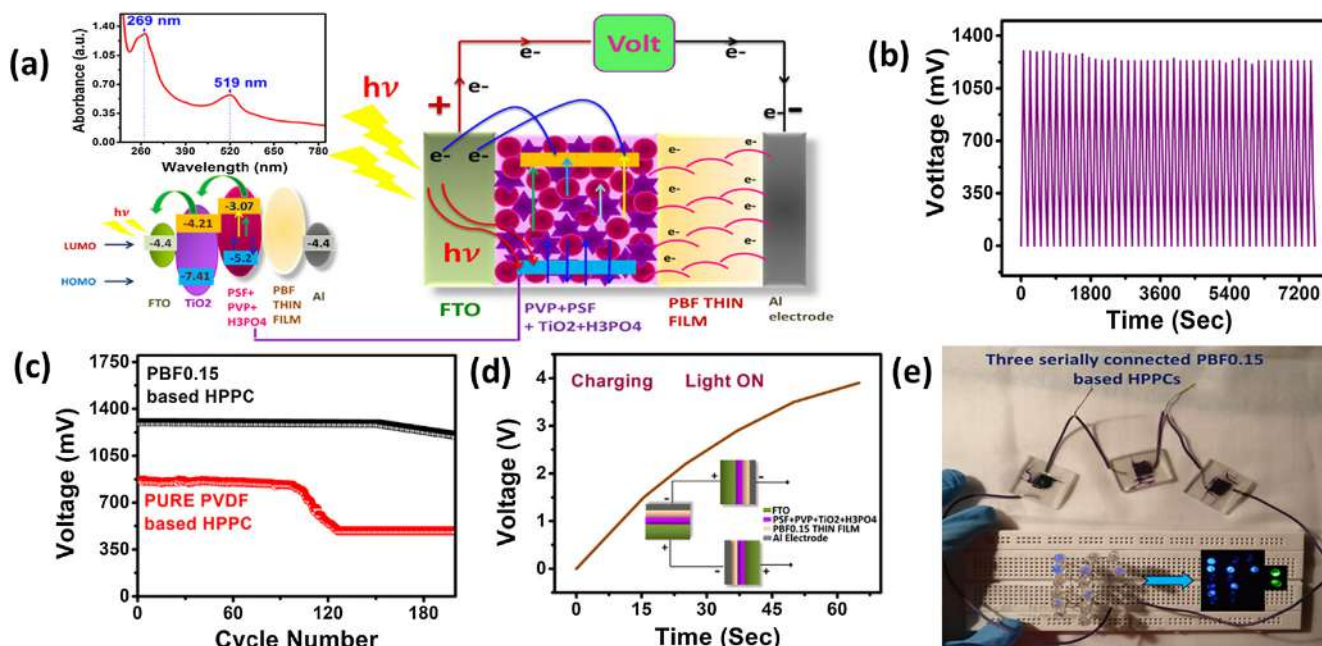 (a)
269 nm
519 nm
Absorbance (a.u.)
1.40
1.05
0.70
0.35
0.00
260 390 520 650 780
Wavelength (nm)
hν
hν
LUMO
HOMO
-4.4
-4.21
-7.41
-3.07
-5.2
-4.4
FTO
TiO2
PSF+
PVP+
H3PO4
PBF
THIN
FILM
Al
Volt
e-
e-
e-
e-
+
-
e-
e-
hν
e-
e-
e-
e-
e-
e-
e-
e-
FTO
PVP+PSF
+ TiO2+H3PO4
PBF THIN
FILM
Al
electrode
(b)
Votltage (mV)
1400
1050
700
350
0
0 1800 3600 5400 7200
Time (Sec)
(c)
Voltage (mV)
1750
1400
1050
700
350
0
PBF0.15
based HPPC
PURE PVDF
based HPPC
0 60 120 180
Cycle Number
(d)
Voltage (V)
4
3
2
1
0
Charging Light ON
+
-
-
+
-
+
FTO
PSF+PVP+TiO2+H3PO4
PBF0.15 THIN FILM
Al Electrode
0 15 30 45 60
Time (Sec)
(e)
Three serially connected PBF0.15
based HPPCs